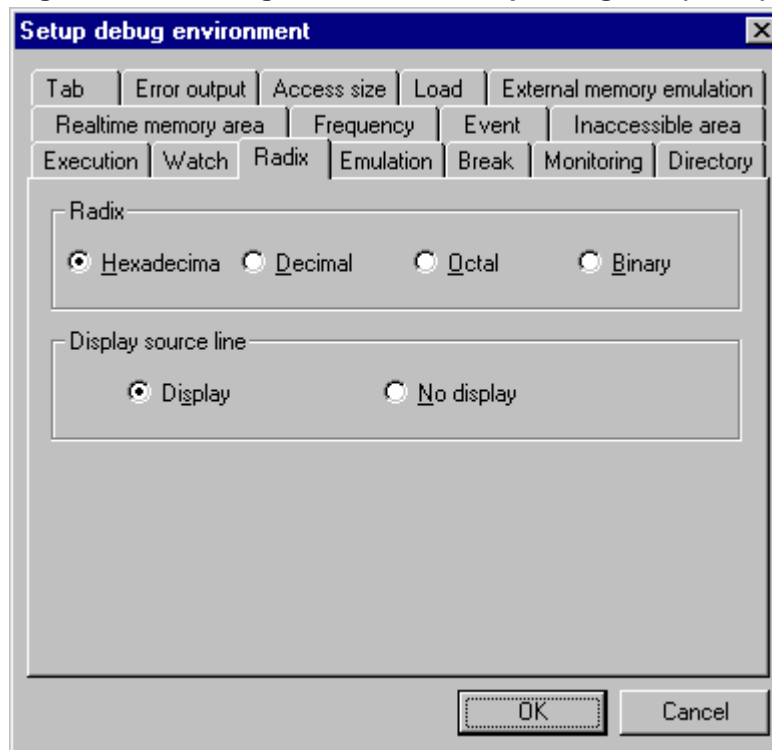 Setup debug environment
Tab Error output Access size Load External memory emulation
Realtime memory area Frequency Event Inaccessible area
Execution Watch Radix Emulation Break Monitoring Directory
Radix
Hexadecima Decimal Octal Binary
Display source line
Display No display
OK Cancel